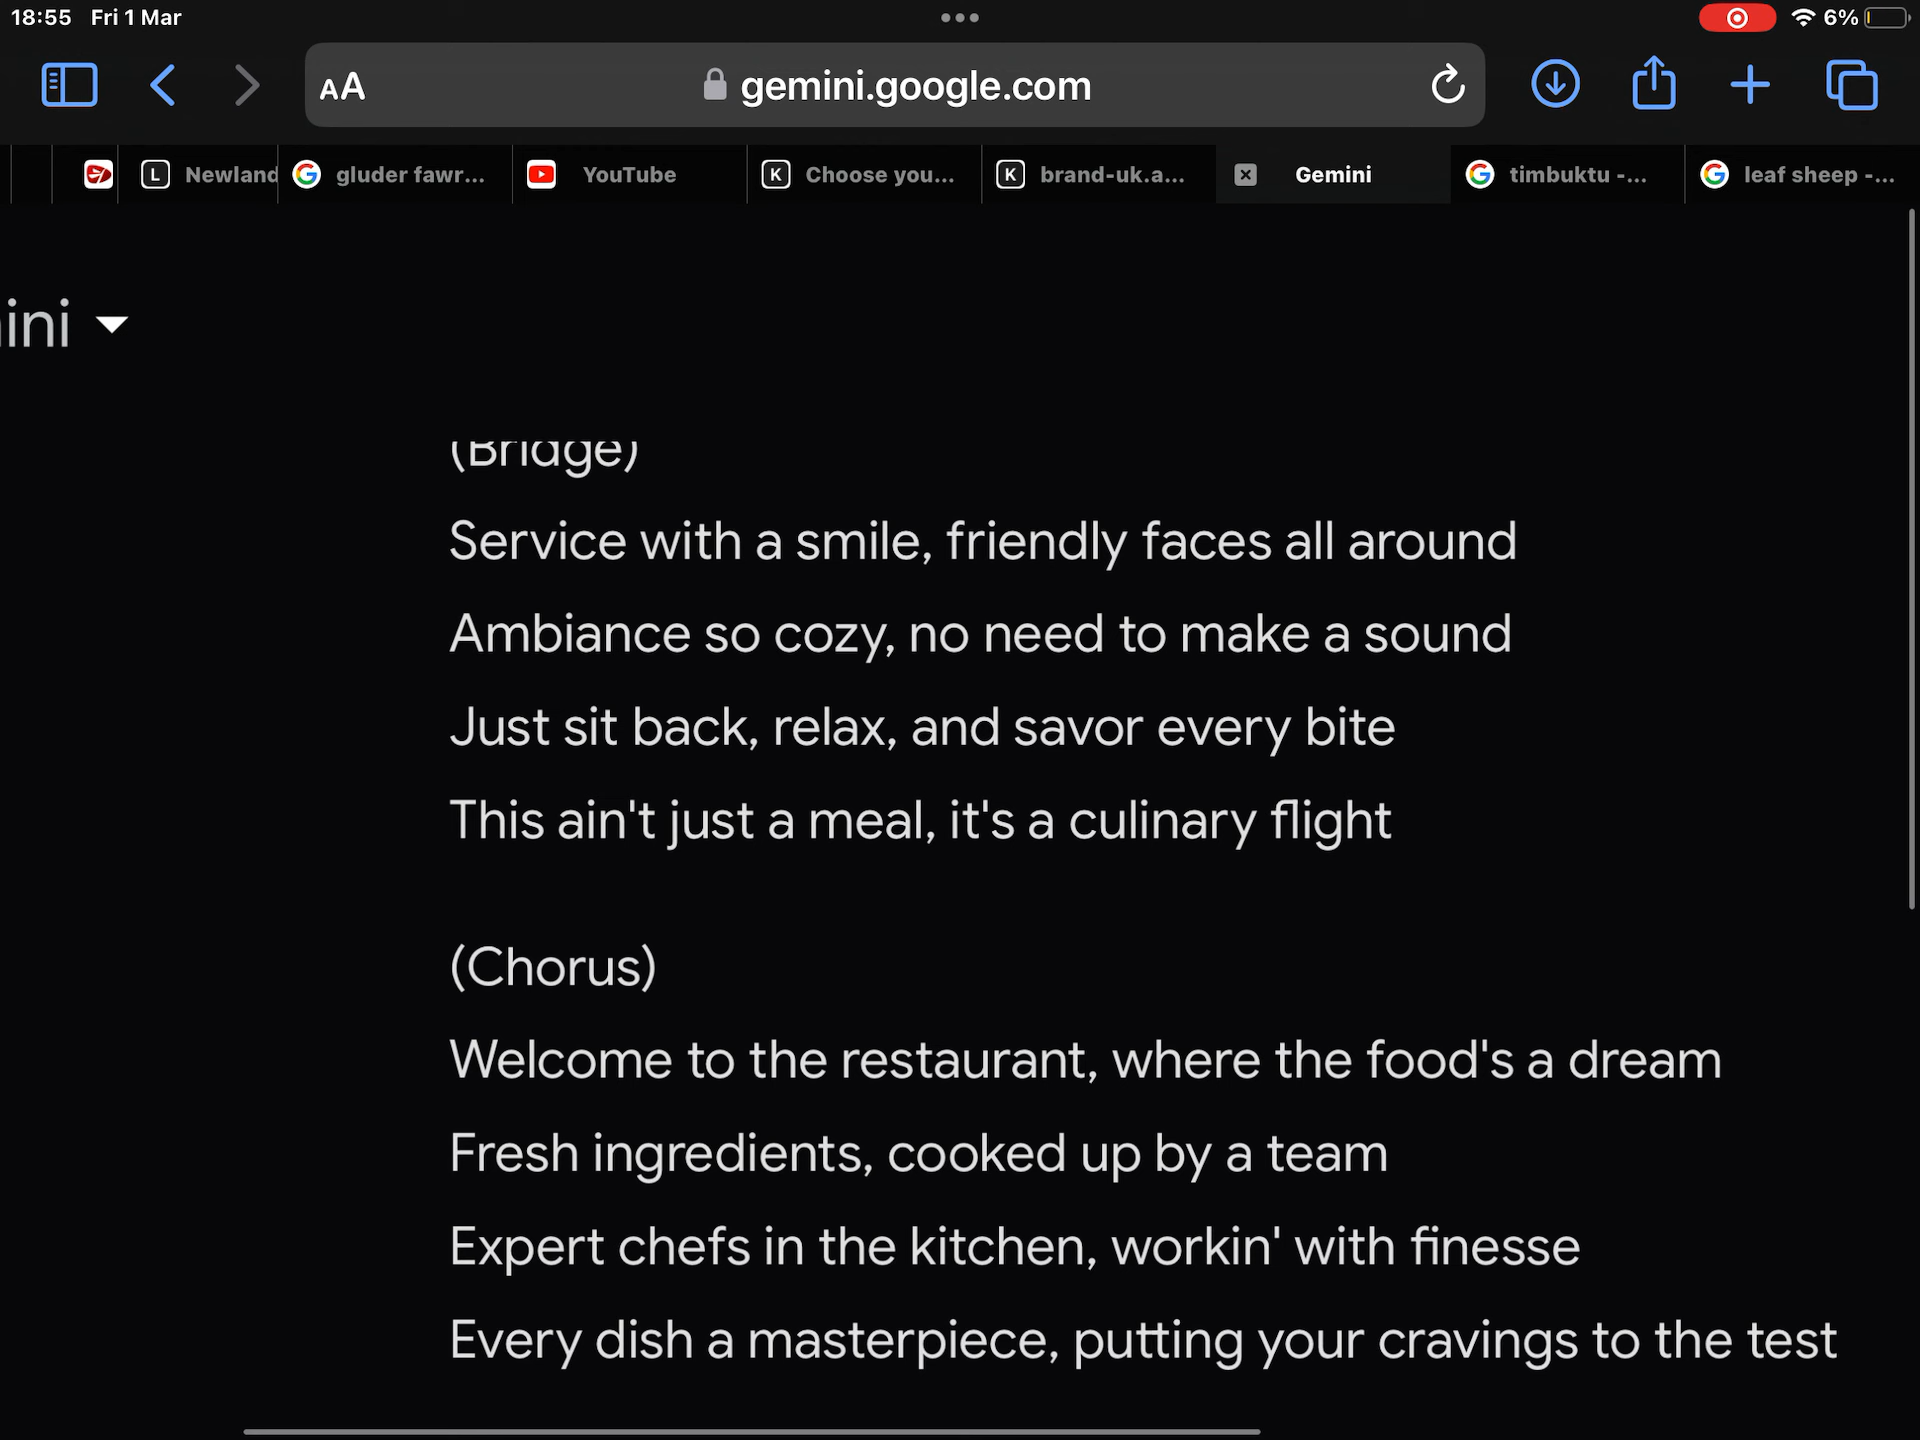 18:55 Fri 1 Mar
6%
AA
gemini.google.com
L Newland
gluder fawr...
YouTube
K Choose you...
K brand-uk.a...
Gemini
timbuktu -...
leaf sheep -...
ini
(Bridge)
Service with a smile, friendly faces all around
Ambiance so cozy, no need to make a sound
Just sit back, relax, and savor every bite
This ain't just a meal, it's a culinary flight
(Chorus)
Welcome to the restaurant, where the food's a dream
Fresh ingredients, cooked up by a team
Expert chefs in the kitchen, workin' with finesse
Every dish a masterpiece, putting your cravings to the test